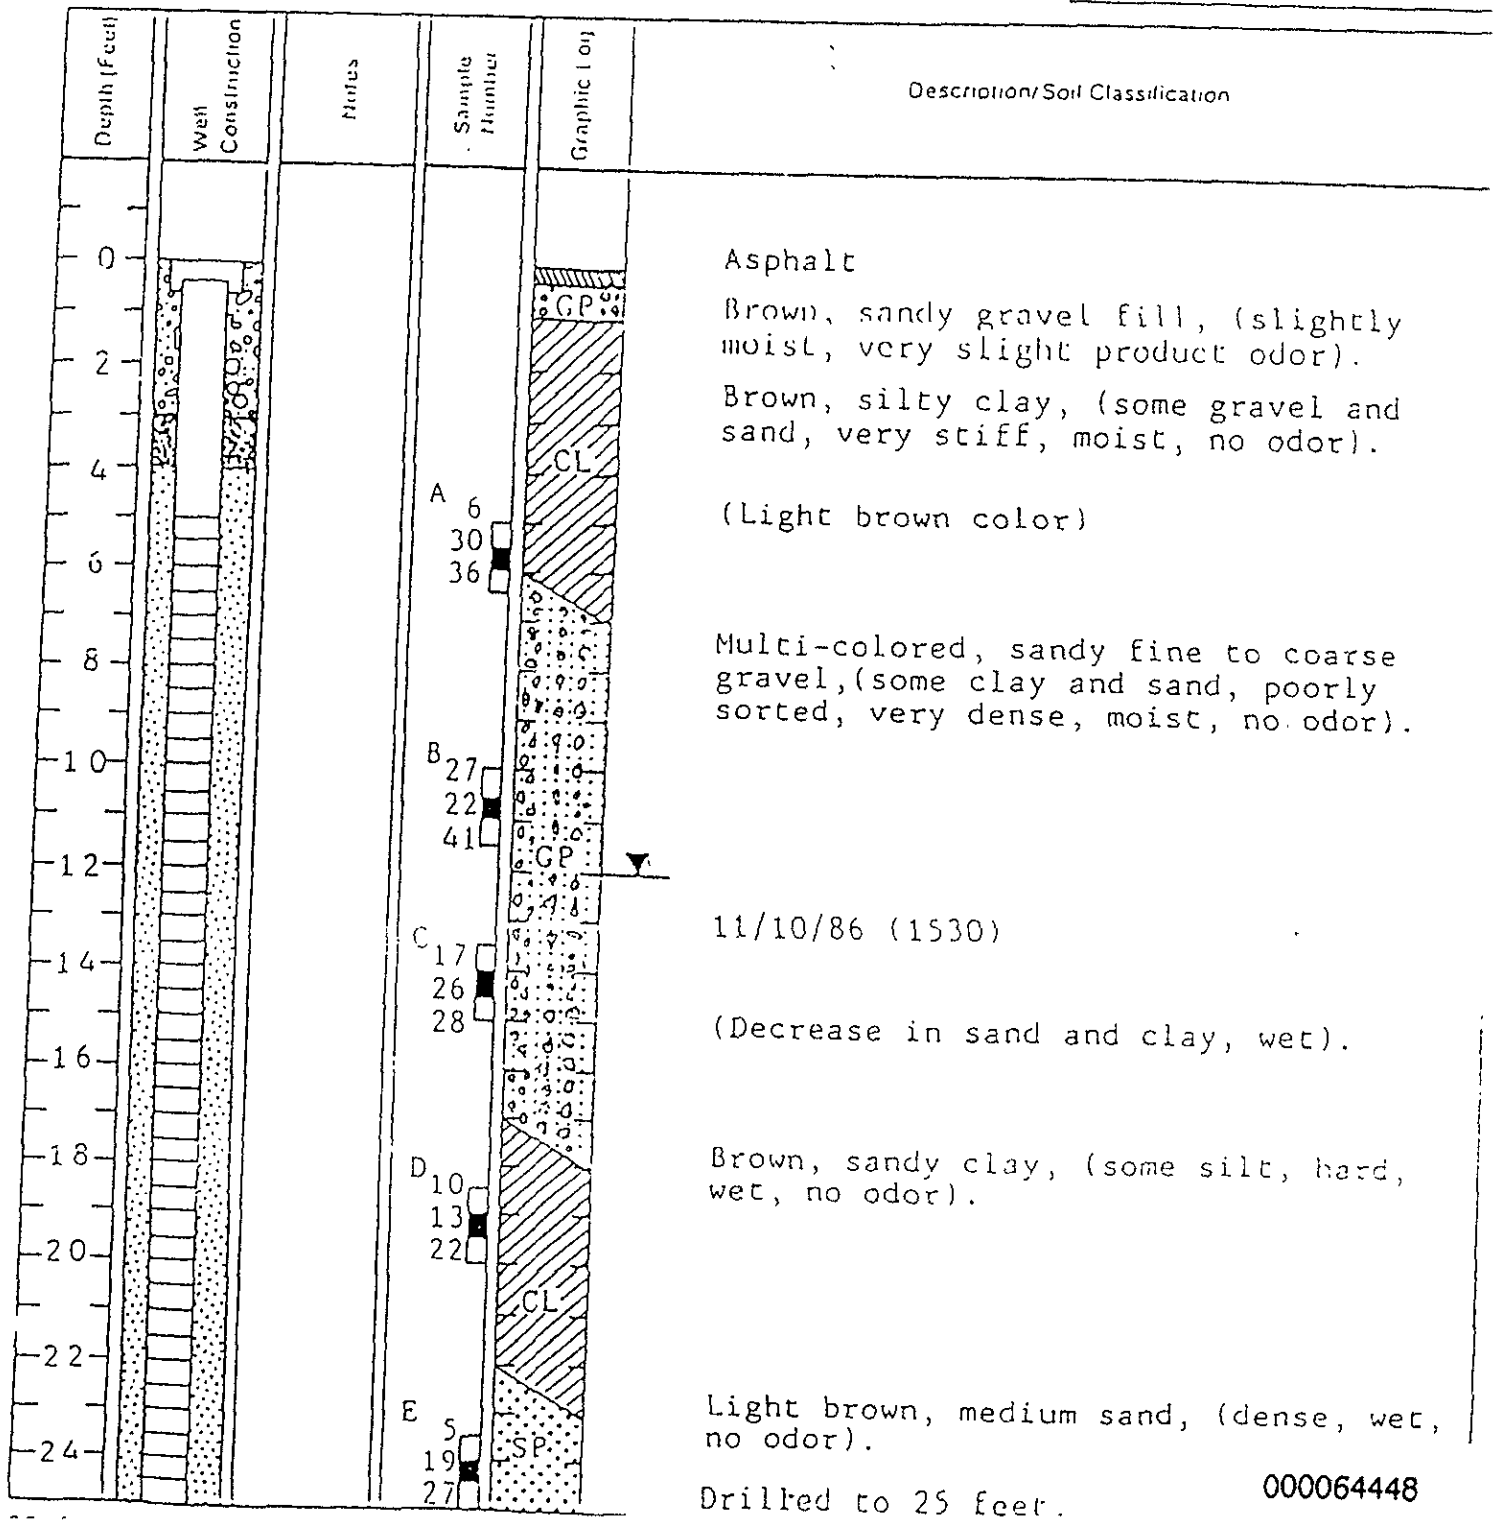 Depth (Feet)
Well
Construction
Notes
Sample
Number
Graphic Log
Description/Soil Classification
0
Asphalt
GP
Brown, sandy gravel fill, (slightly
moist, very slight product odor).
2
Brown, silty clay, (some gravel and
sand, very stiff, moist, no odor).
CL
4
A
6
(Light brown color)
30
6
36
8
Multi-colored, sandy fine to coarse
gravel,(some clay and sand, poorly
sorted, very dense, moist, no odor).
10
B
27
22
41
12
GP
11/10/86 (1530)
C
17
14
26
28
(Decrease in sand and clay, wet).
16
18
Brown, sandy clay, (some silt, hard,
wet, no odor).
D
10
13
20
22
CL
22
Light brown, medium sand, (dense, wet,
no odor).
E
5
24
19
SP
27
Drilled to 25 feet.
000064448